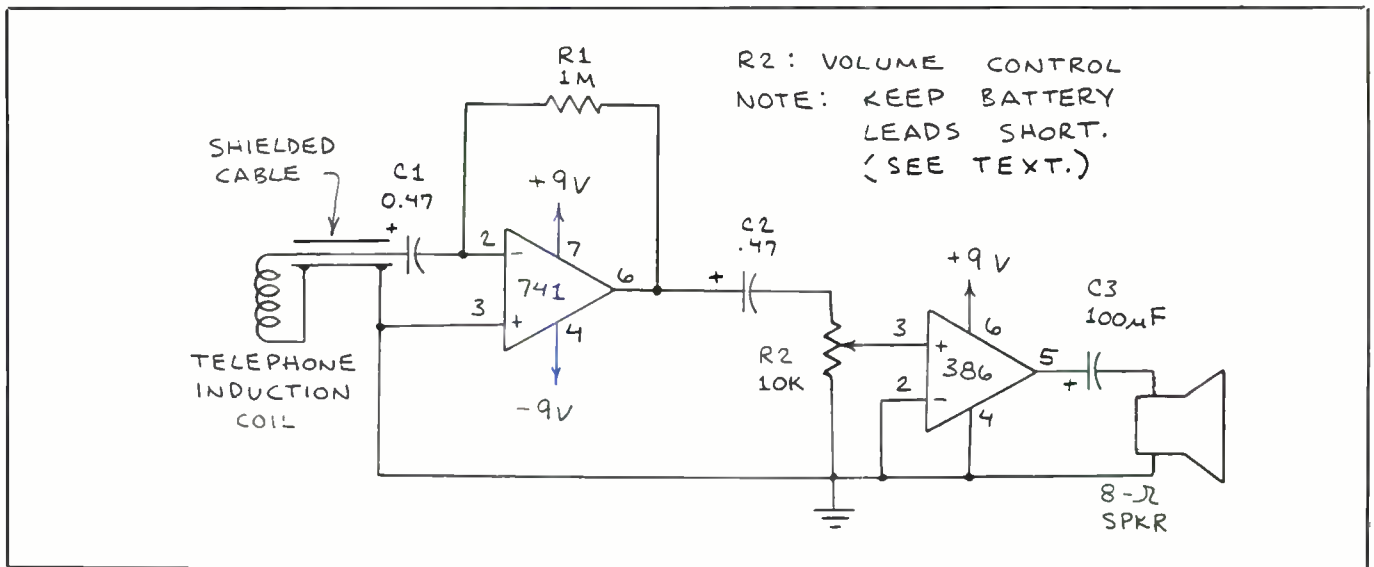 R1
1M
R2: VOLUME CONTROL
NOTE: KEEP BATTERY
LEADS SHORT.
(SEE TEXT.)
SHIELDED
CABLE
C1
0.47
+
+9V
2
-
7
741
6
3
+
4
-9V
TELEPHONE
INDUCTION
COIL
C2
.47
+
R2
10K
+9V
3
+
6
386
2
-
4
5
C3
100µF
+
8-Ω
SPKR